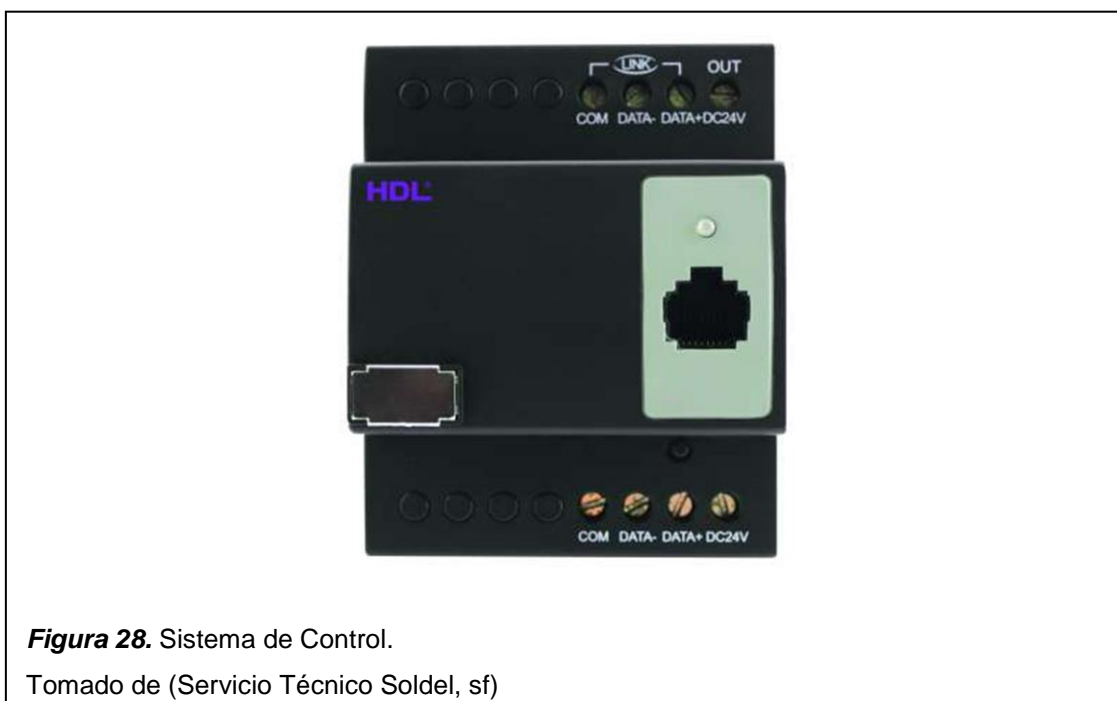 LINK OUT
COM DATA- DATA+ DC24V
HDL
COM DATA- DATA+ DC24V
Figura 28. Sistema de Control.
Tomado de (Servicio Técnico Soldel, sf)